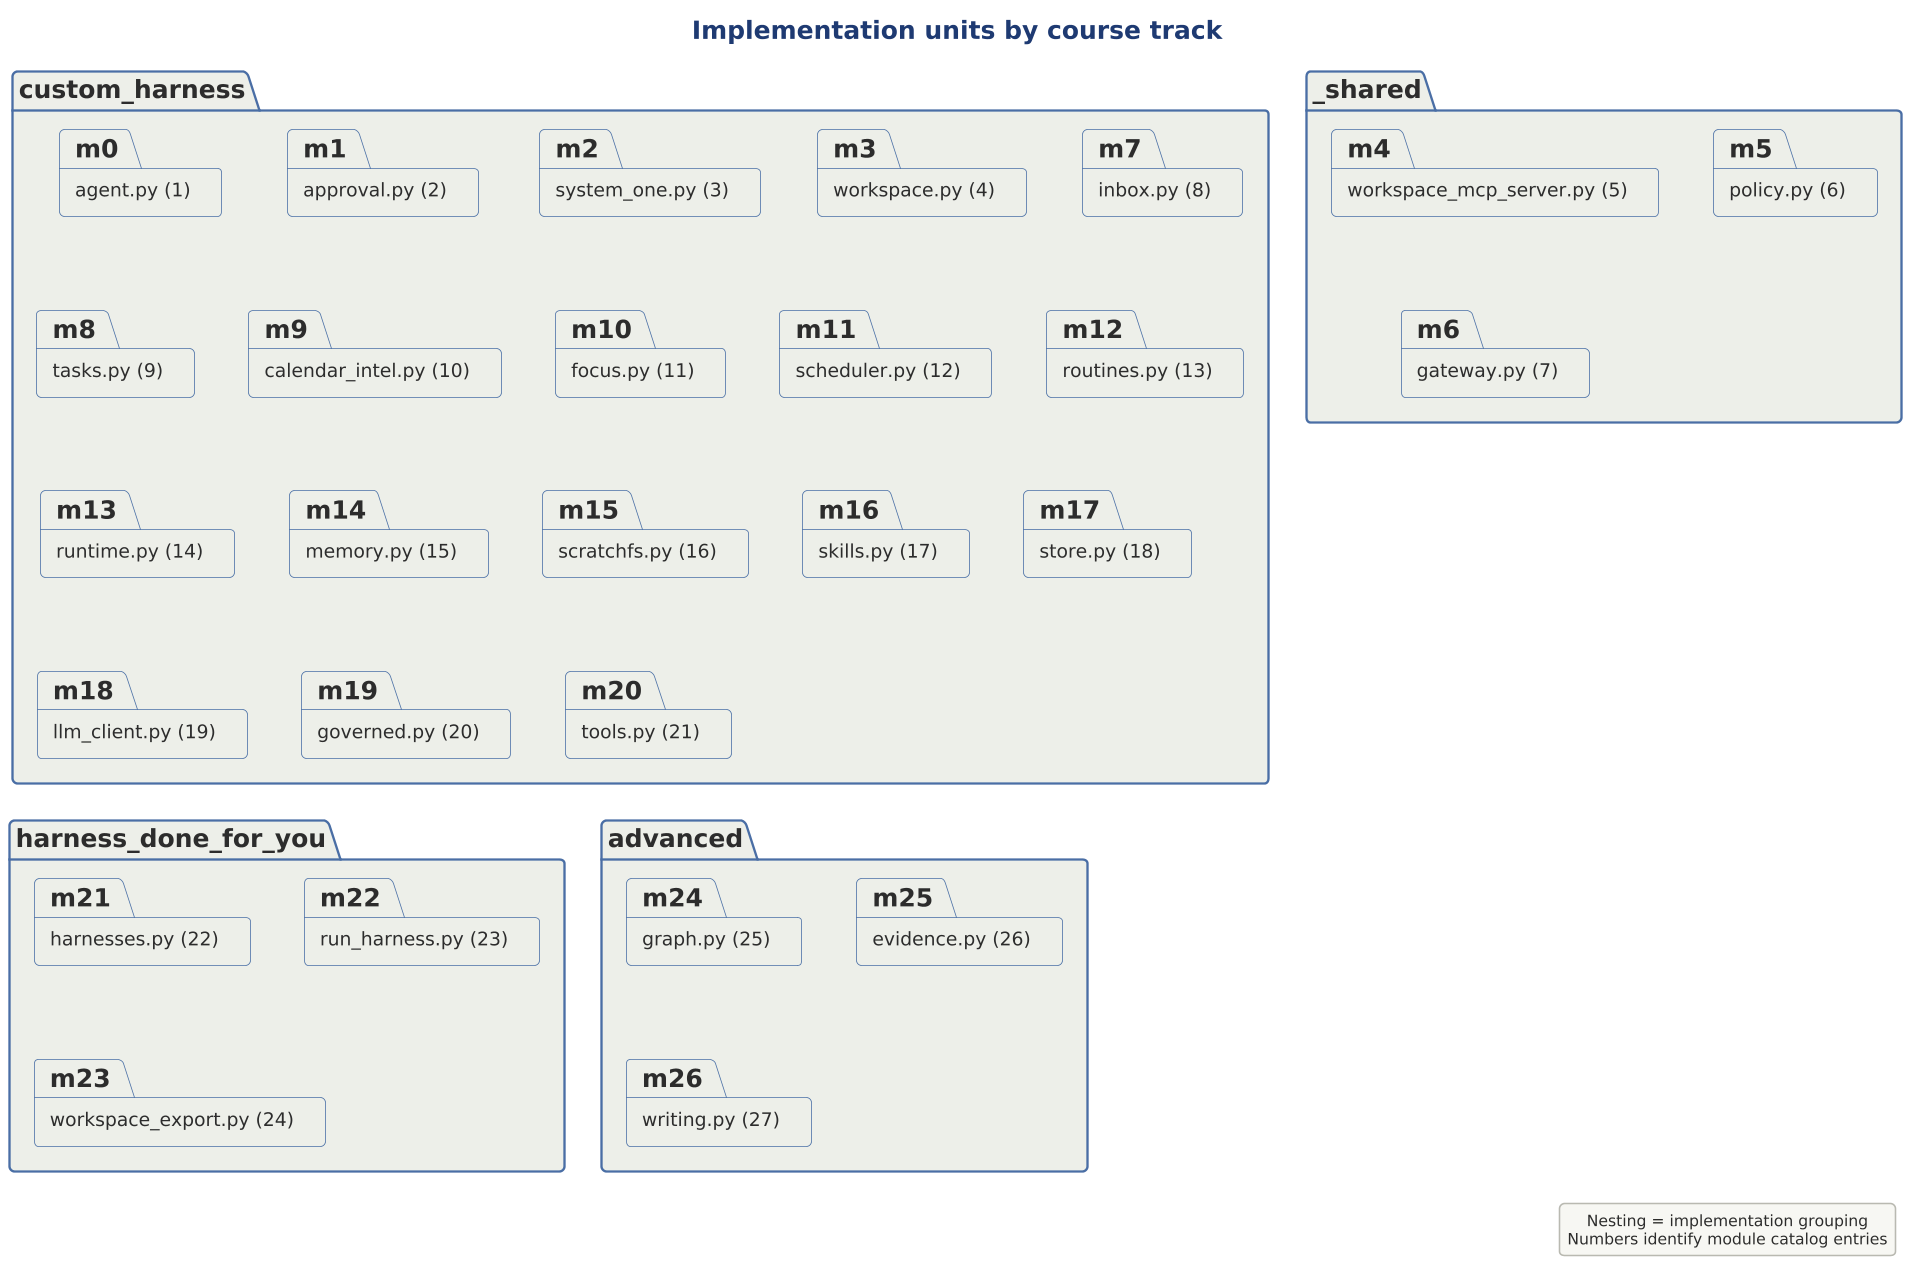 Implementation units by course track
custom_harness
m0
agent.py (1)
m1
approval.py (2)
m2
system_one.py (3)
m3
workspace.py (4)
m7
inbox.py (8)
m8
tasks.py (9)
m9
calendar_intel.py (10)
m10
focus.py (11)
m11
scheduler.py (12)
m12
routines.py (13)
m13
runtime.py (14)
m14
memory.py (15)
m15
scratchfs.py (16)
m16
skills.py (17)
m17
store.py (18)
m18
llm_client.py (19)
m19
governed.py (20)
m20
tools.py (21)
_shared
m4
workspace_mcp_server.py (5)
m5
policy.py (6)
m6
gateway.py (7)
harness_done_for_you
m21
harnesses.py (22)
m22
run_harness.py (23)
m23
workspace_export.py (24)
advanced
m24
graph.py (25)
m25
evidence.py (26)
m26
writing.py (27)
Nesting = implementation grouping
Numbers identify module catalog entries